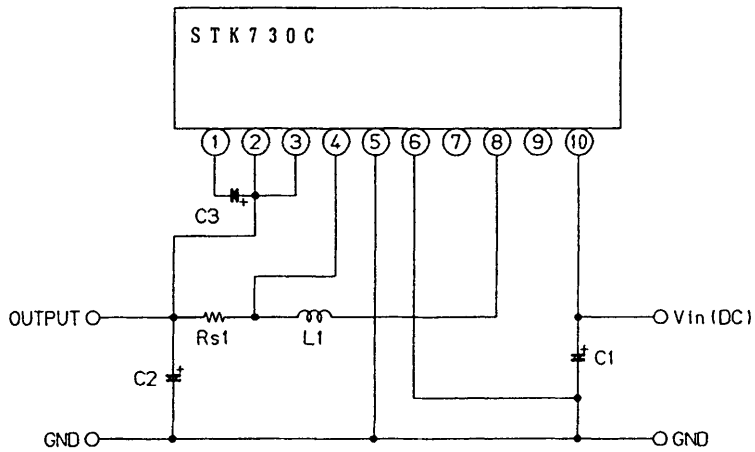 STK730C
1 2 3 4 5 6 7 8 9 10
C3 +
OUTPUT Rs1 L1 Vin(DC)
C2 + + C1
GND GND